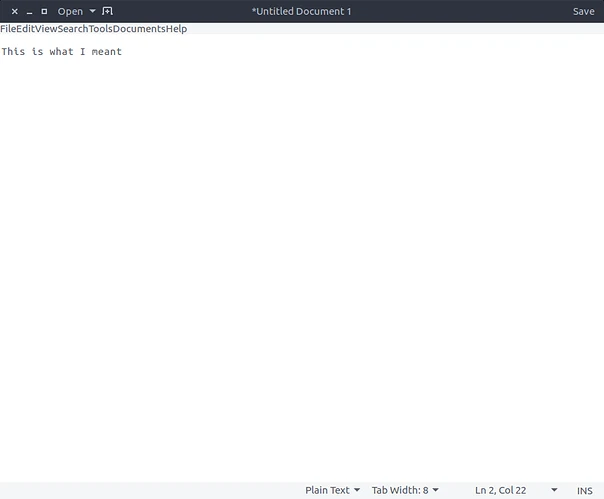 Open *Untitled Document 1 Save
FileEditViewSearchToolsDocumentsHelp
This is what I meant
Plain Text Tab Width: 8 Ln 2, Col 22 INS